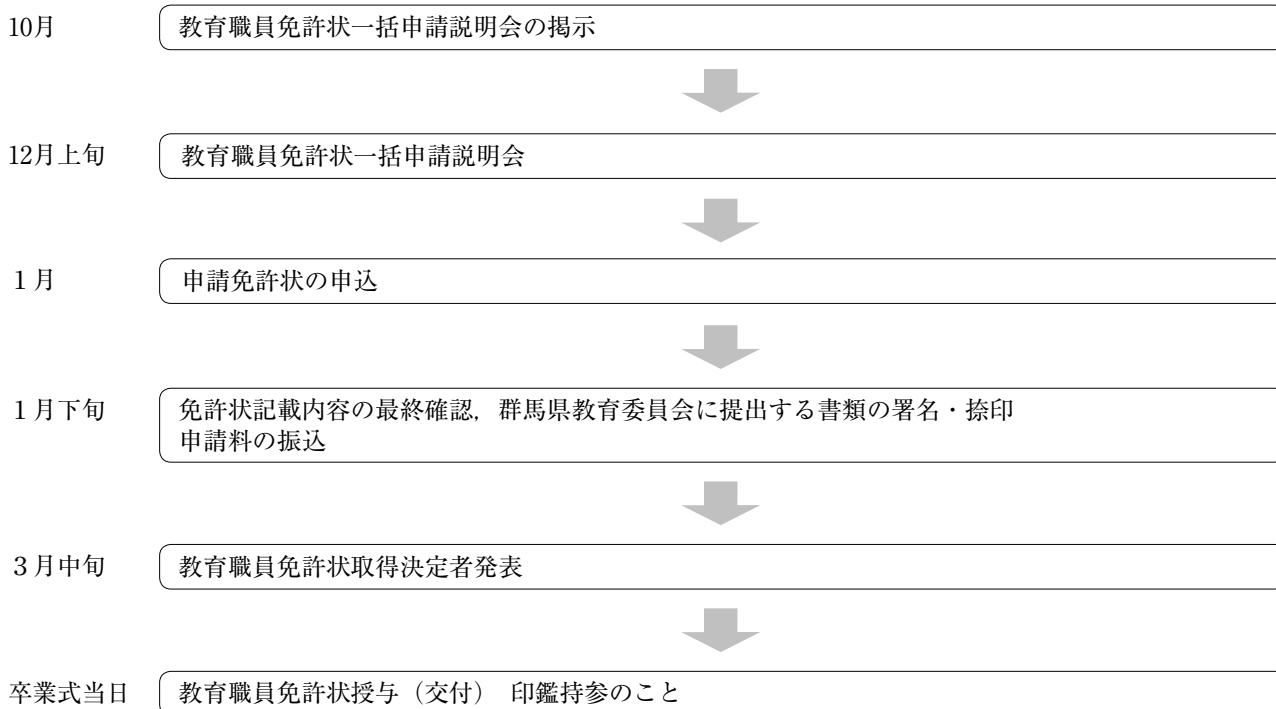 10月 教育職員免許状一括申請説明会の掲示
12月上旬 教育職員免許状一括申請説明会
1月 申請免許状の申込
1月下旬 免許状記載内容の最終確認，群馬県教育委員会に提出する書類の署名・捺印
申請料の振込
3月中旬 教育職員免許状取得決定者発表
卒業式当日 教育職員免許状授与（交付） 印鑑持参のこと